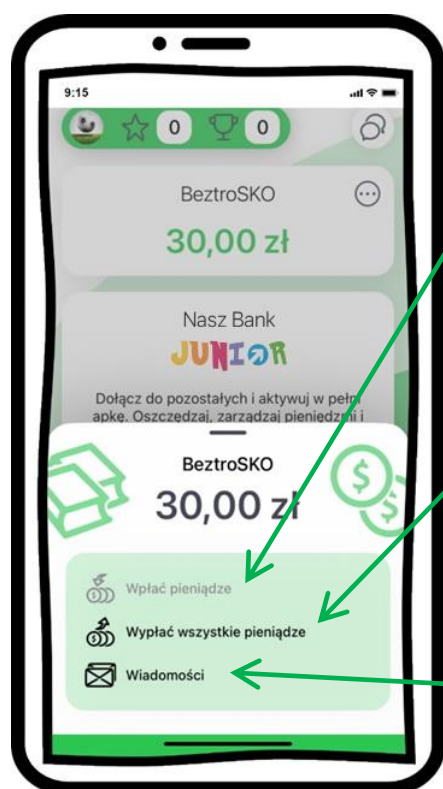 9:15
0 0
BeztroSKO
30,00 zł
Nasz Bank
JUNIOR
Dołącz do pozostałych i aktywuj w pełni
apkę. Oszczędzaj, zarządzaj pieniędzmi i
BeztroSKO
30,00 zł
Wpłać pieniądze
Wypłać wszystkie pieniądze
Wiadomości